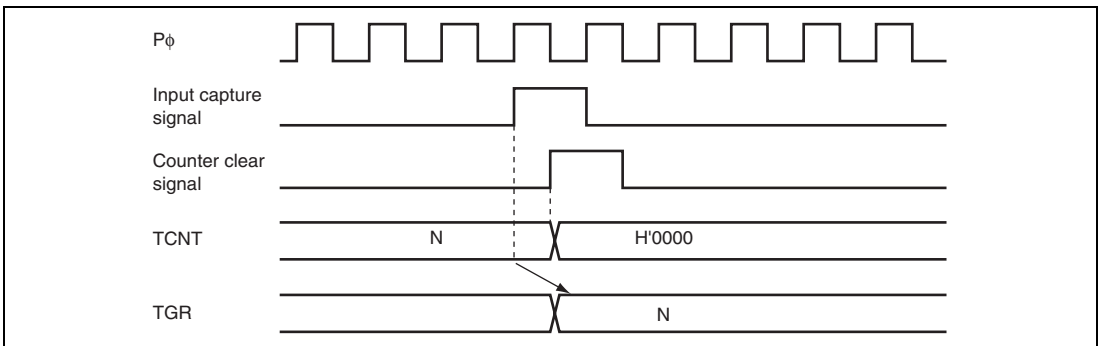 Pϕ
Input capture
signal
Counter clear
signal
TCNT
N
H'0000
TGR
N